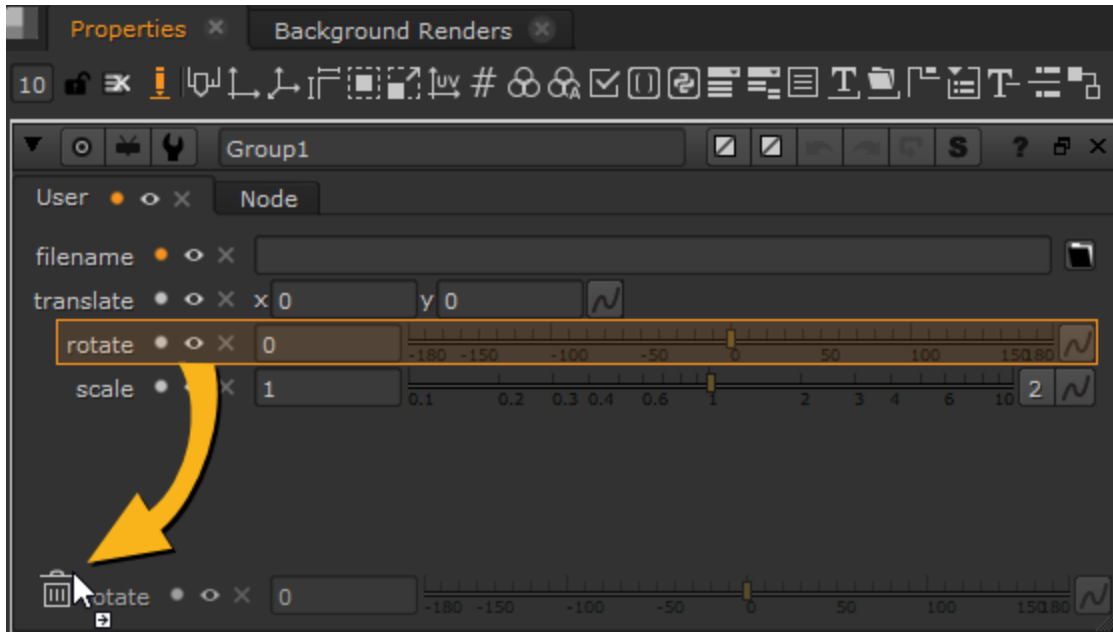 Properties Background Renders
10 UV # A T T
Group1 S ? 
User Node
filename
translate x 0 y 0
rotate 0 -180 -150 -100 -50 0 50 100 150 180
scale 1 0.1 0.2 0.3 0.4 0.6 1 2 3 4 6 10 2
otate 0 -180 -150 -100 -50 0 50 100 150 180